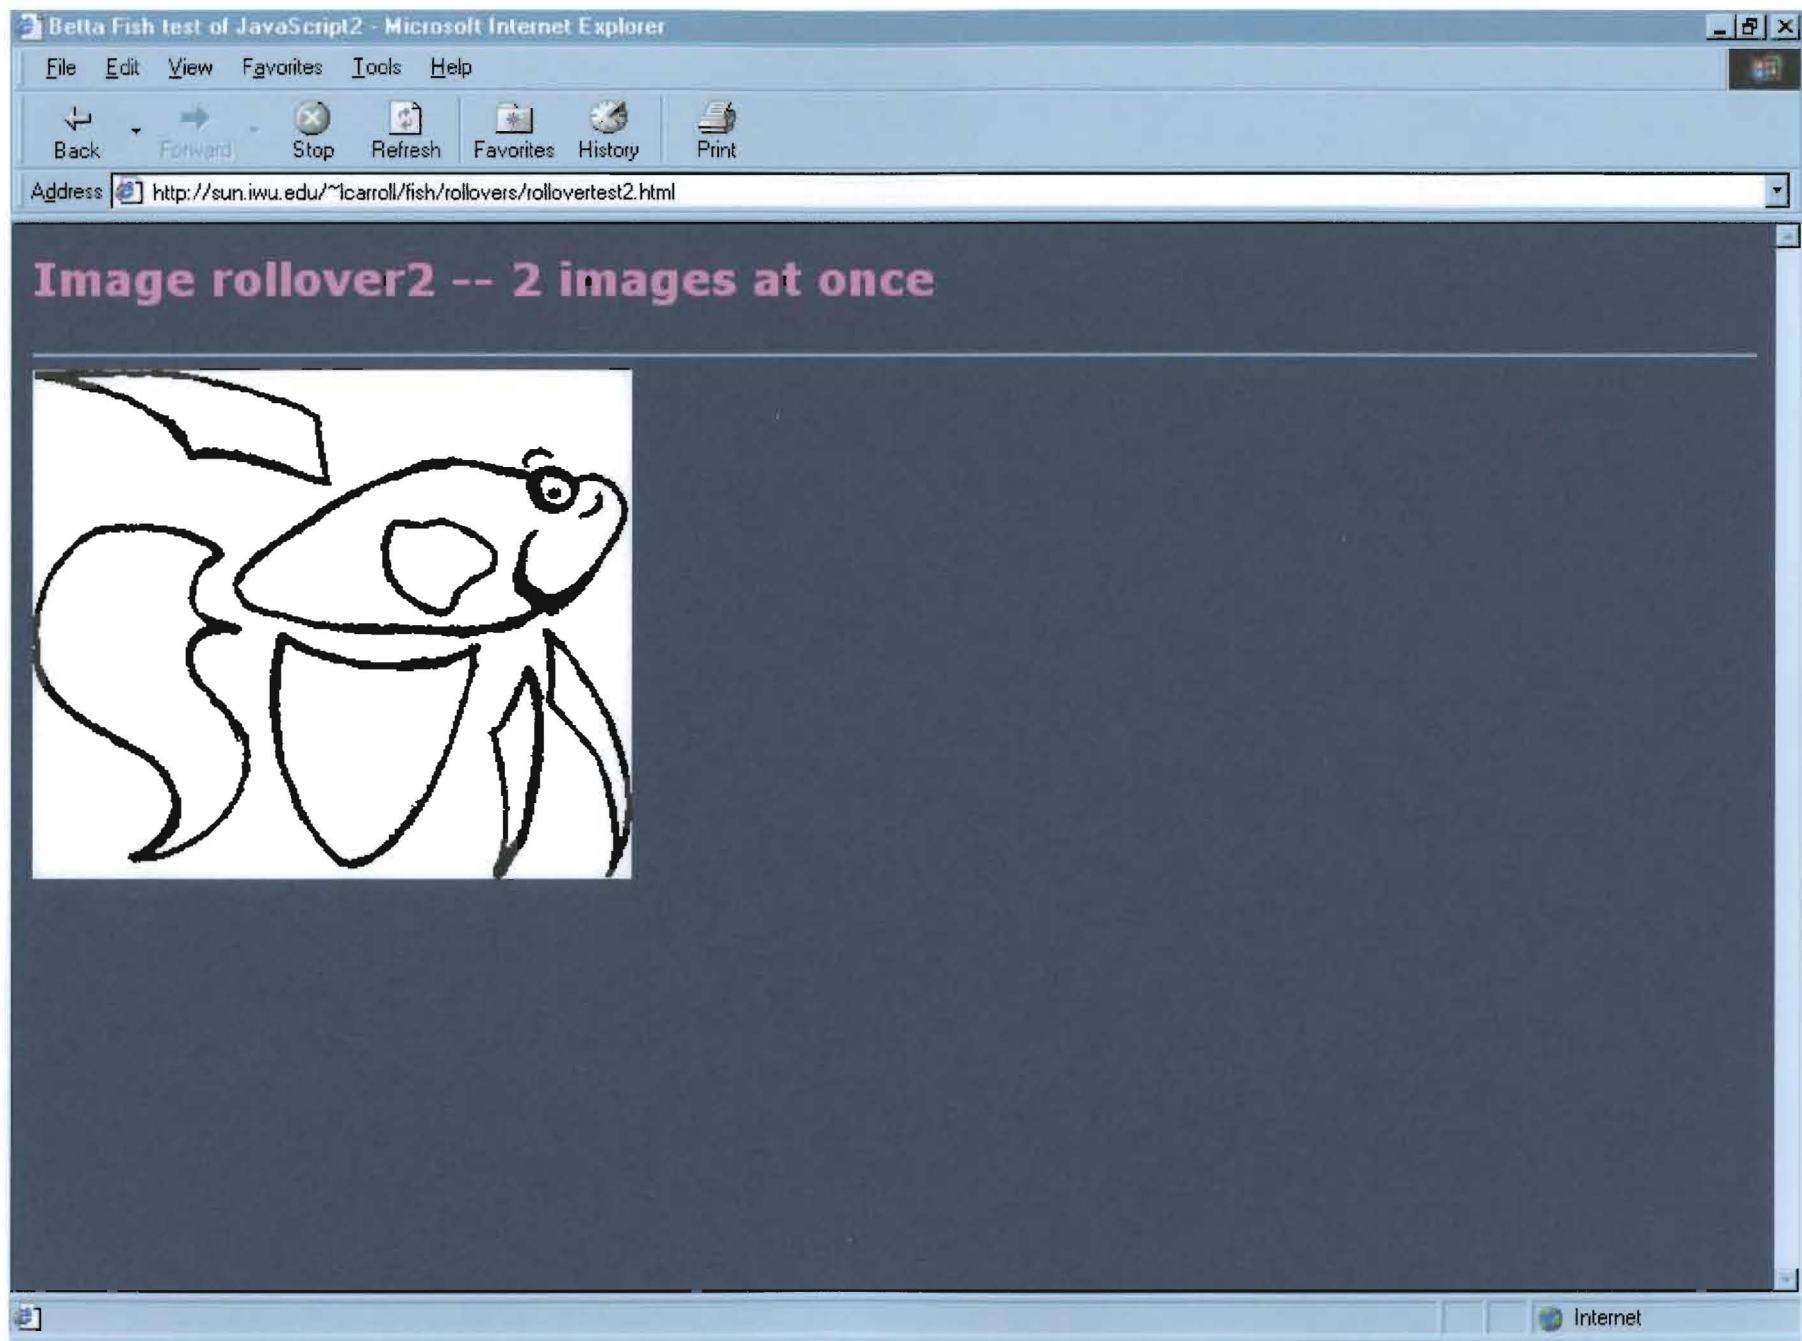 Betta Fish test of JavaScript2 - Microsoft Internet Explorer
File Edit View Favorites Tools Help
Back Forward Stop Refresh Favorites History Print
Address http://sun.iwu.edu/~lcarroll/fish/rollovers/rollovertest2.html
Image rollover2 -- 2 images at once
Internet